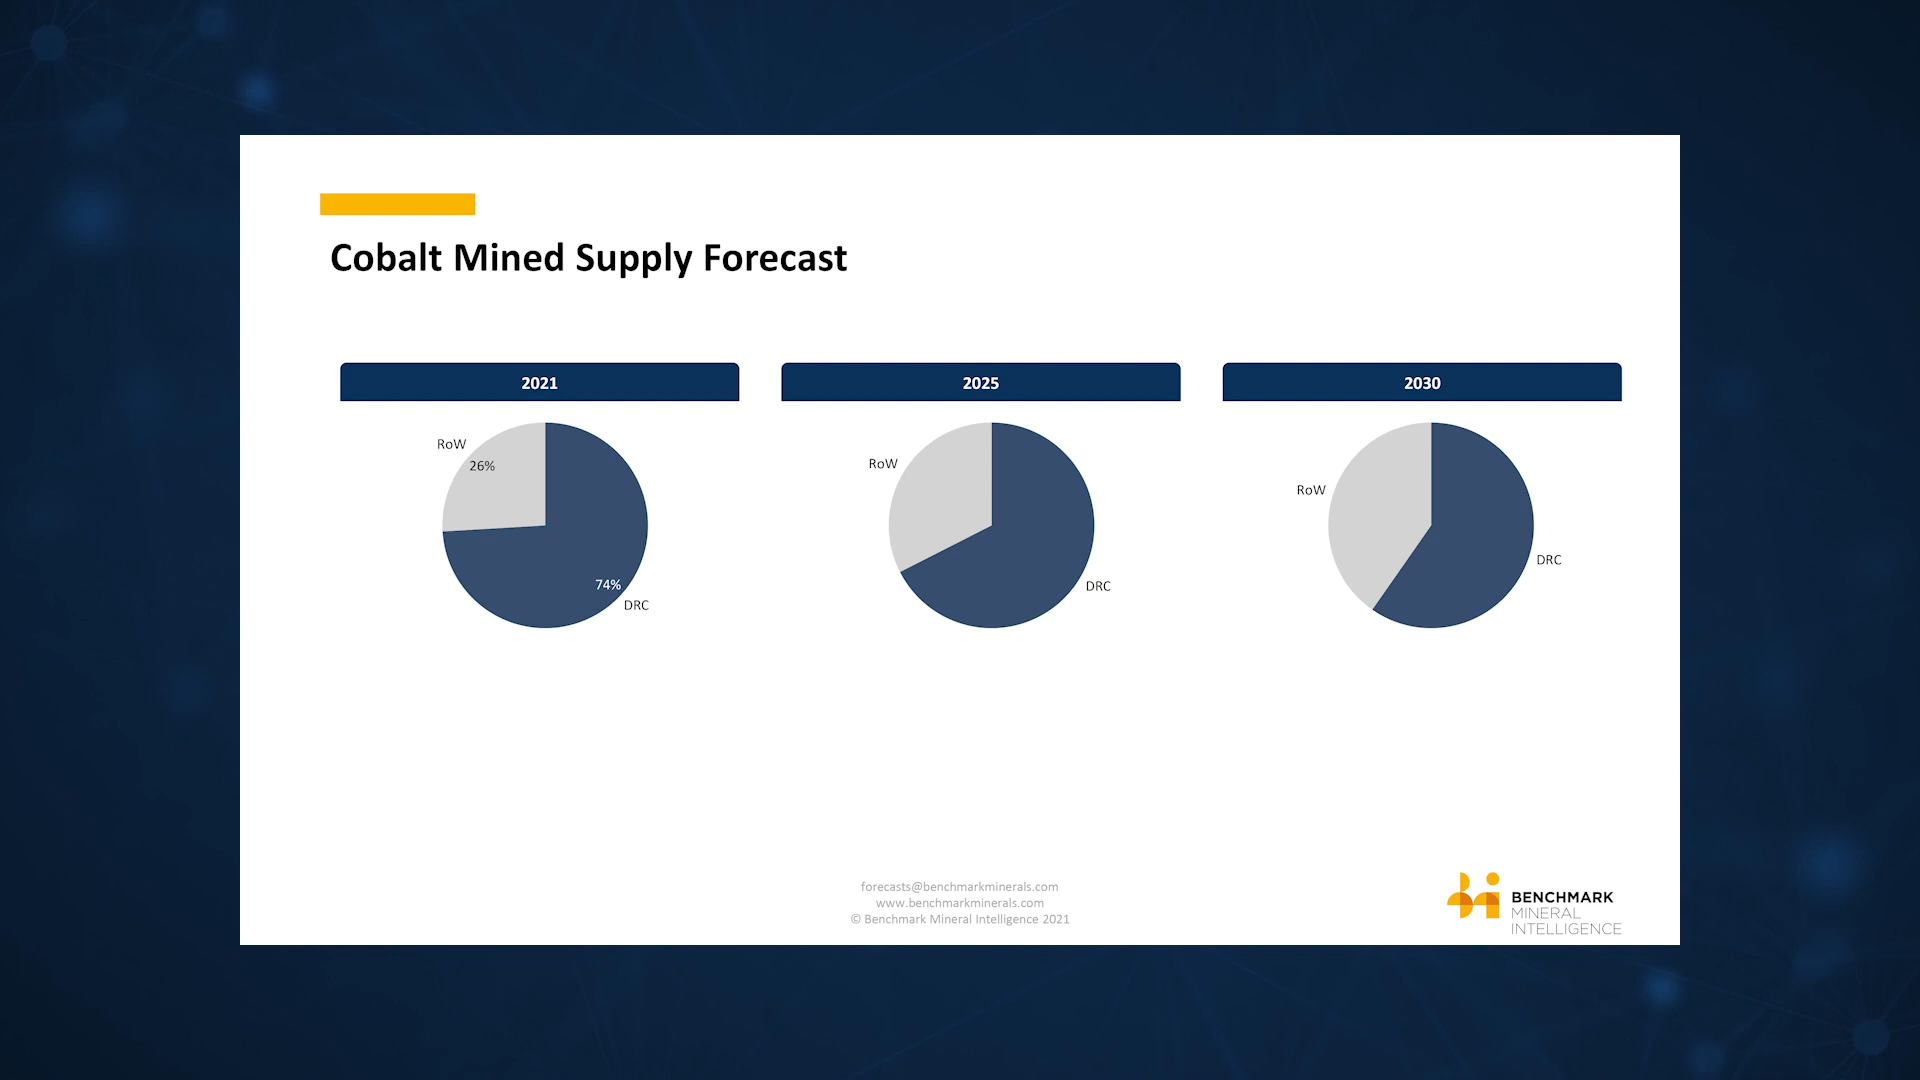 Cobalt Mined Supply Forecast
2021
2025
2030
RoW
26%
74%
DRC
RoW
DRC
RoW
DRC
forecasts@benchmarkminerals.com
www.benchmarkminerals.com
© Benchmark Mineral Intelligence 2021
BENCHMARK
MINERAL
INTELLIGENCE